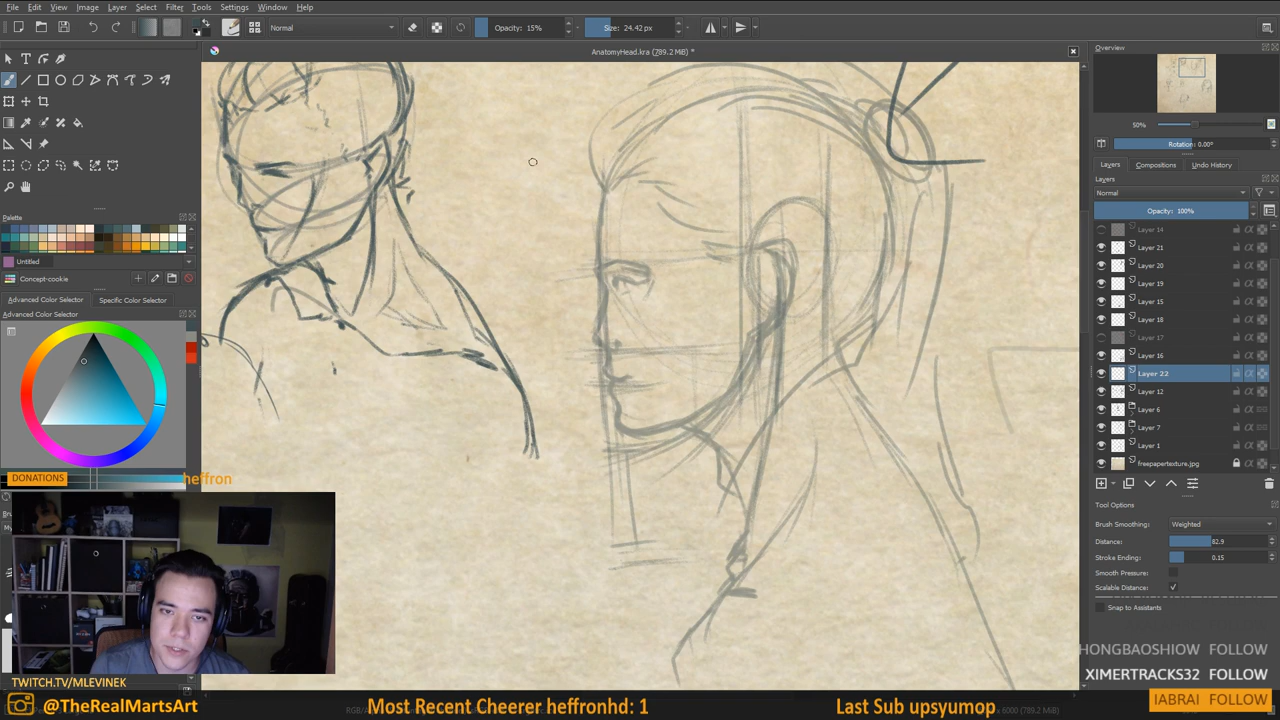 File Edit View Image Layer Select Filter Tools Settings Window Help
Normal
Opacity: 15%
Size: 24.42 px
AnatomyHead.kra (789.2 MiB) *
Overview
50%
Rotation: 0.00°
Layers Compositions Undo History
Layers
Normal
Opacity: 100%
Layer 14
Layer 21
Layer 20
Layer 19
Layer 15
Layer 18
Layer 17
Layer 16
Layer 22
Layer 12
Layer 6
Layer 7
Layer 1
freepapertexture.jpg
Tool Options
Brush Smoothing: Weighted
Distance: 82.9
Stroke Ending: 0.15
Smooth Pressure:
Scalable Distance:
Snap to Assistants
Palette
Untitled
Concept-cookie
Advanced Color Selector Specific Color Selector
Advanced Color Selector
DONATIONS heffron
TWITCH.TV/MLEVINEK
@TheRealMartsArt
Most Recent Cheerer heffronhd: 1
Last Sub upsyumop
HONGBAOSHIOW FOLLOW
XIMERTRACKS32 FOLLOW
IABRAI FOLLOW